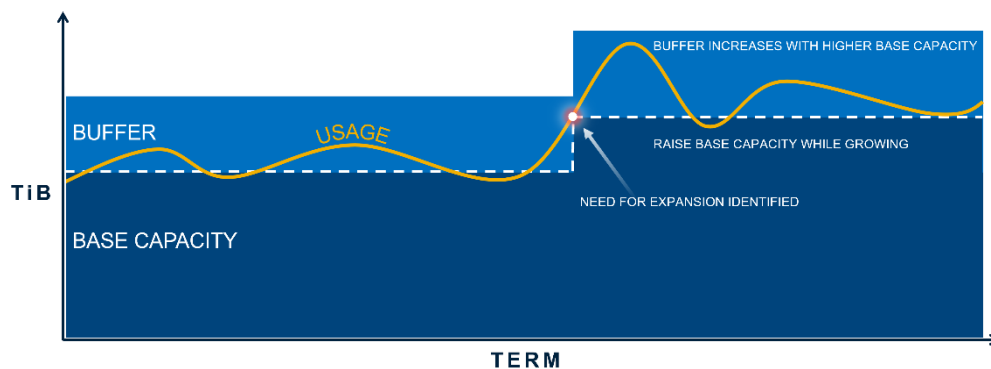 BUFFER INCREASES WITH HIGHER BASE CAPACITY
BUFFER
USAGE
RAISE BASE CAPACITY WHILE GROWING
TiB
NEED FOR EXPANSION IDENTIFIED
BASE CAPACITY
TERM